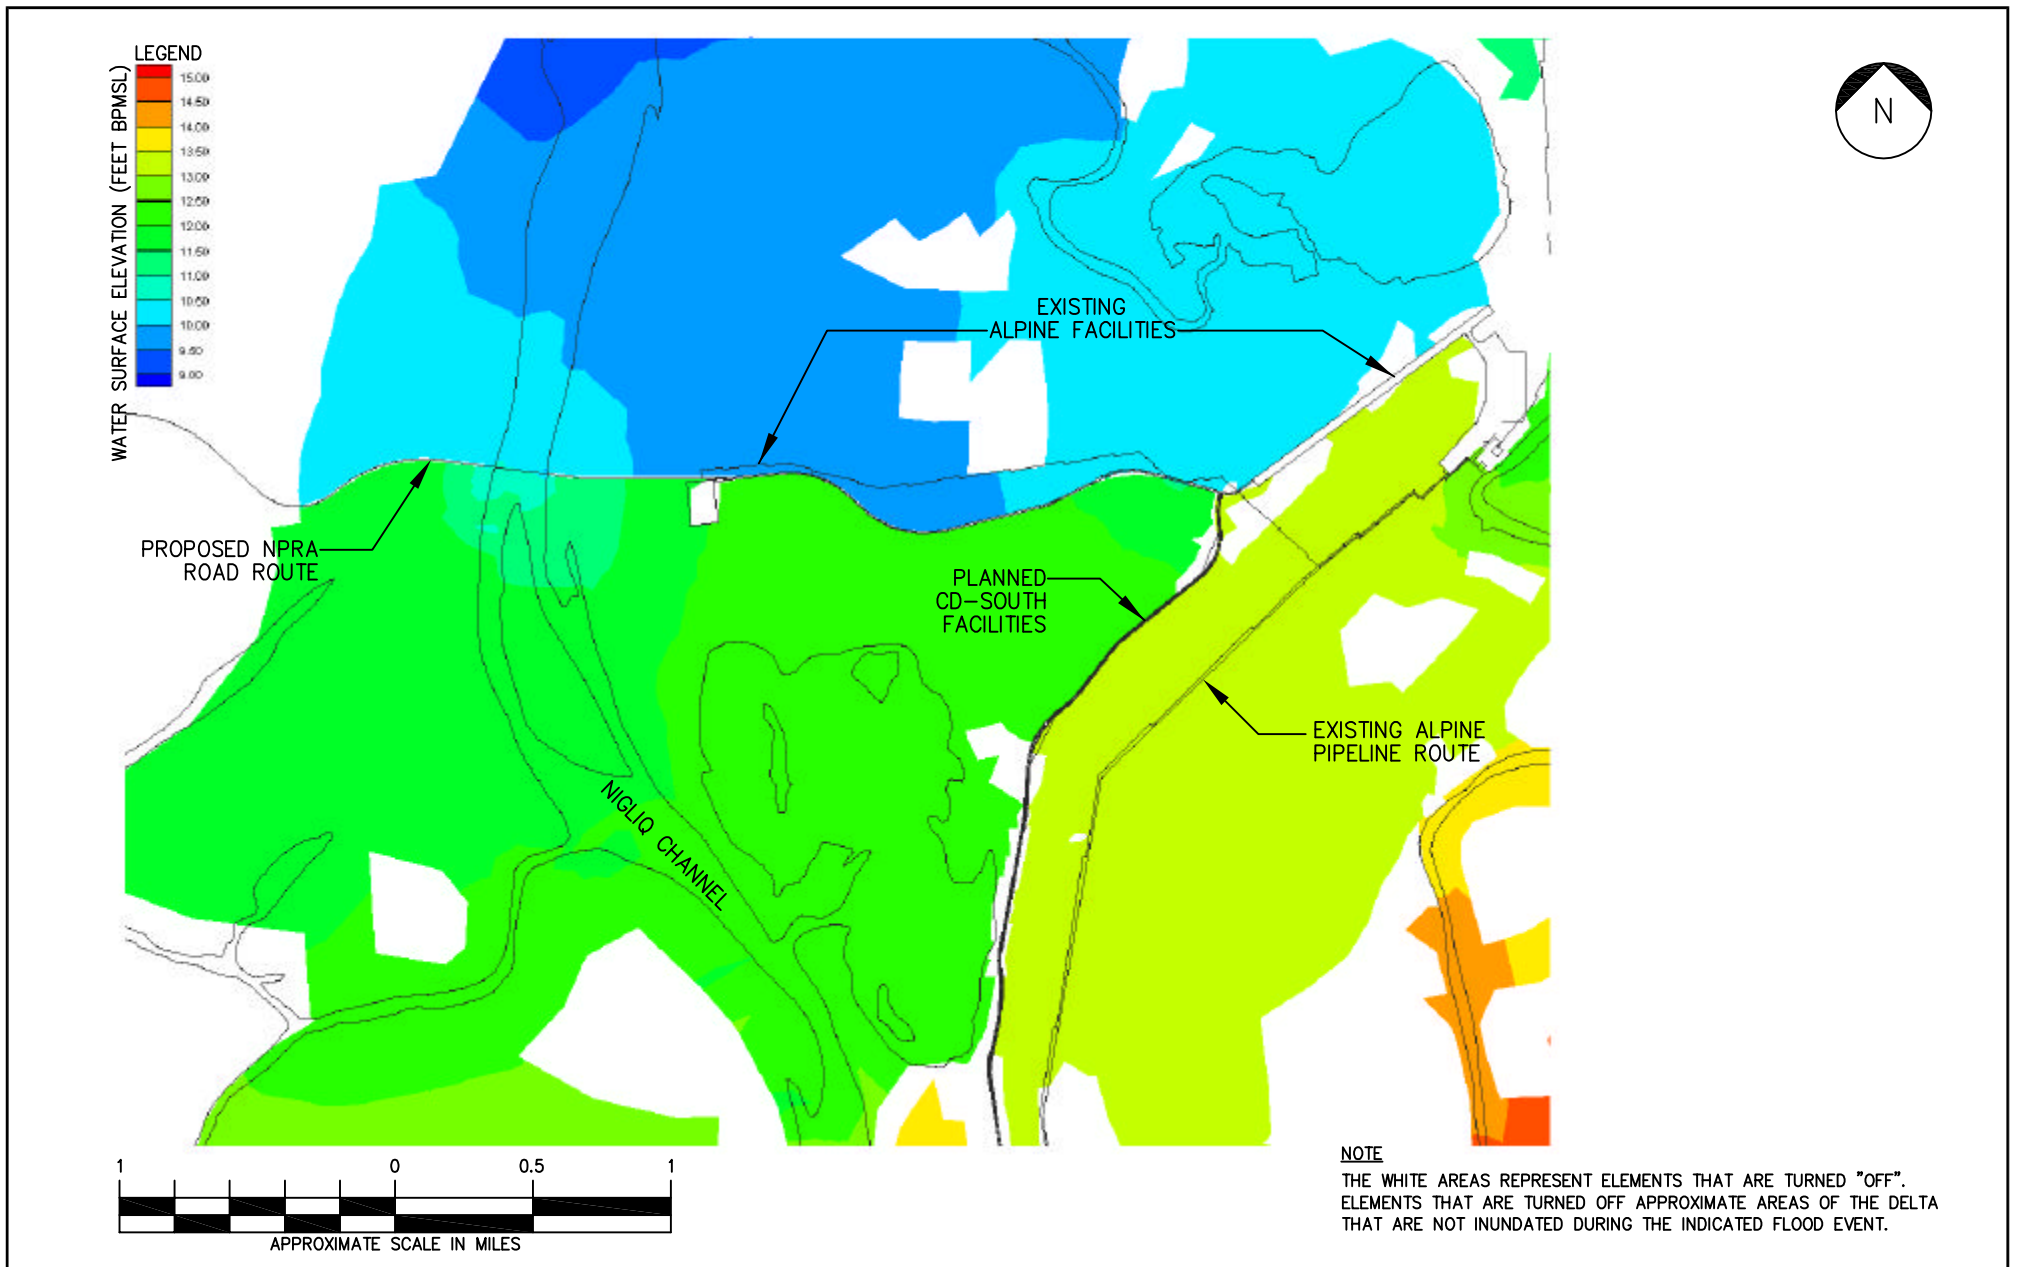 LEGEND
WATER SURFACE ELEVATION (FEET BPMSL)
15.00
14.50
14.00
13.50
13.00
12.50
12.00
11.50
11.00
10.50
10.00
9.50
9.00
N
EXISTING
ALPINE FACILITIES
PROPOSED NPRA
ROAD ROUTE
PLANNED
CD-SOUTH
FACILITIES
EXISTING ALPINE
PIPELINE ROUTE
NIGLIQ CHANNEL
1 0 0.5 1
APPROXIMATE SCALE IN MILES
NOTE
THE WHITE AREAS REPRESENT ELEMENTS THAT ARE TURNED "OFF".
ELEMENTS THAT ARE TURNED OFF APPROXIMATE AREAS OF THE DELTA
THAT ARE NOT INUNDATED DURING THE INDICATED FLOOD EVENT.